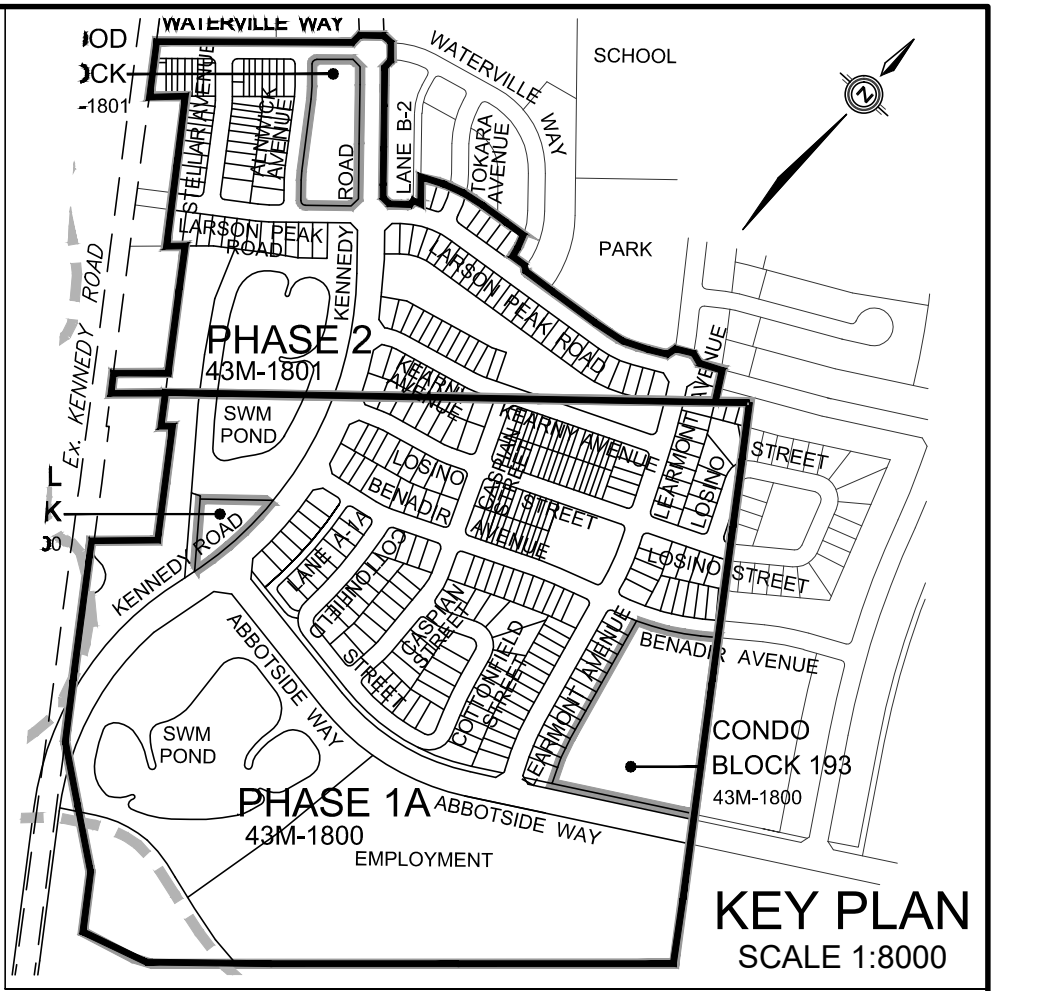 WATERVILLE WAY
OD
CK
-1801
WATERVILLE WAY
SCHOOL
N
STELLAR AVENUE
ALNWICK
AVENUE
ROAD
LANE B-2
TOKARA
AVENUE
LARSON PEAK
ROAD
KENNEDY
PARK
Ex. KENNEDY ROAD
LARSON PEAK ROAD
PHASE 2
43M-1801
KEARNY
AVENUE
LEARMONT AVENUE
SWM
POND
KEARNY AVENUE
CASPIAN
STREET
LOSINO
STREET
LOSINO
BENADIR
STREET
AVENUE
L
K
0
KENNEDY ROAD
LANE A-1A
COTTONFIELD
STREET
LOSINO STREET
CASPIAN
STREET
ABBOTSIDE WAY
COTTONFIELD
STREET
LEARMONT AVENUE
BENADIR AVENUE
SWM
POND
CONDO
BLOCK 193
43M-1800
PHASE 1A
43M-1800
ABBOTSIDE WAY
EMPLOYMENT
KEY PLAN
SCALE 1:8000